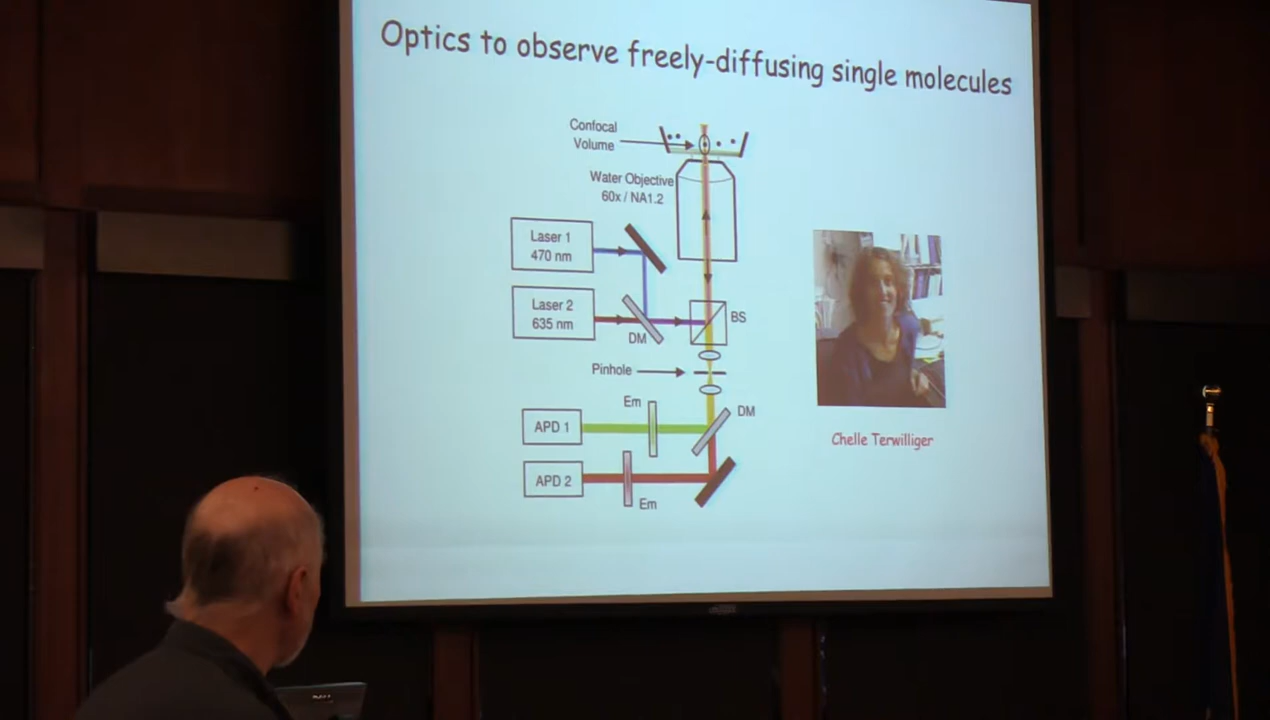 Optics to observe freely-diffusing single molecules
Confocal
Volume
Water Objective
60x / NA1.2
Laser 1
470 nm
Laser 2
635 nm
DM
BS
Pinhole
Em
DM
APD 1
APD 2
Em
Chelle Terwilliger
DELL